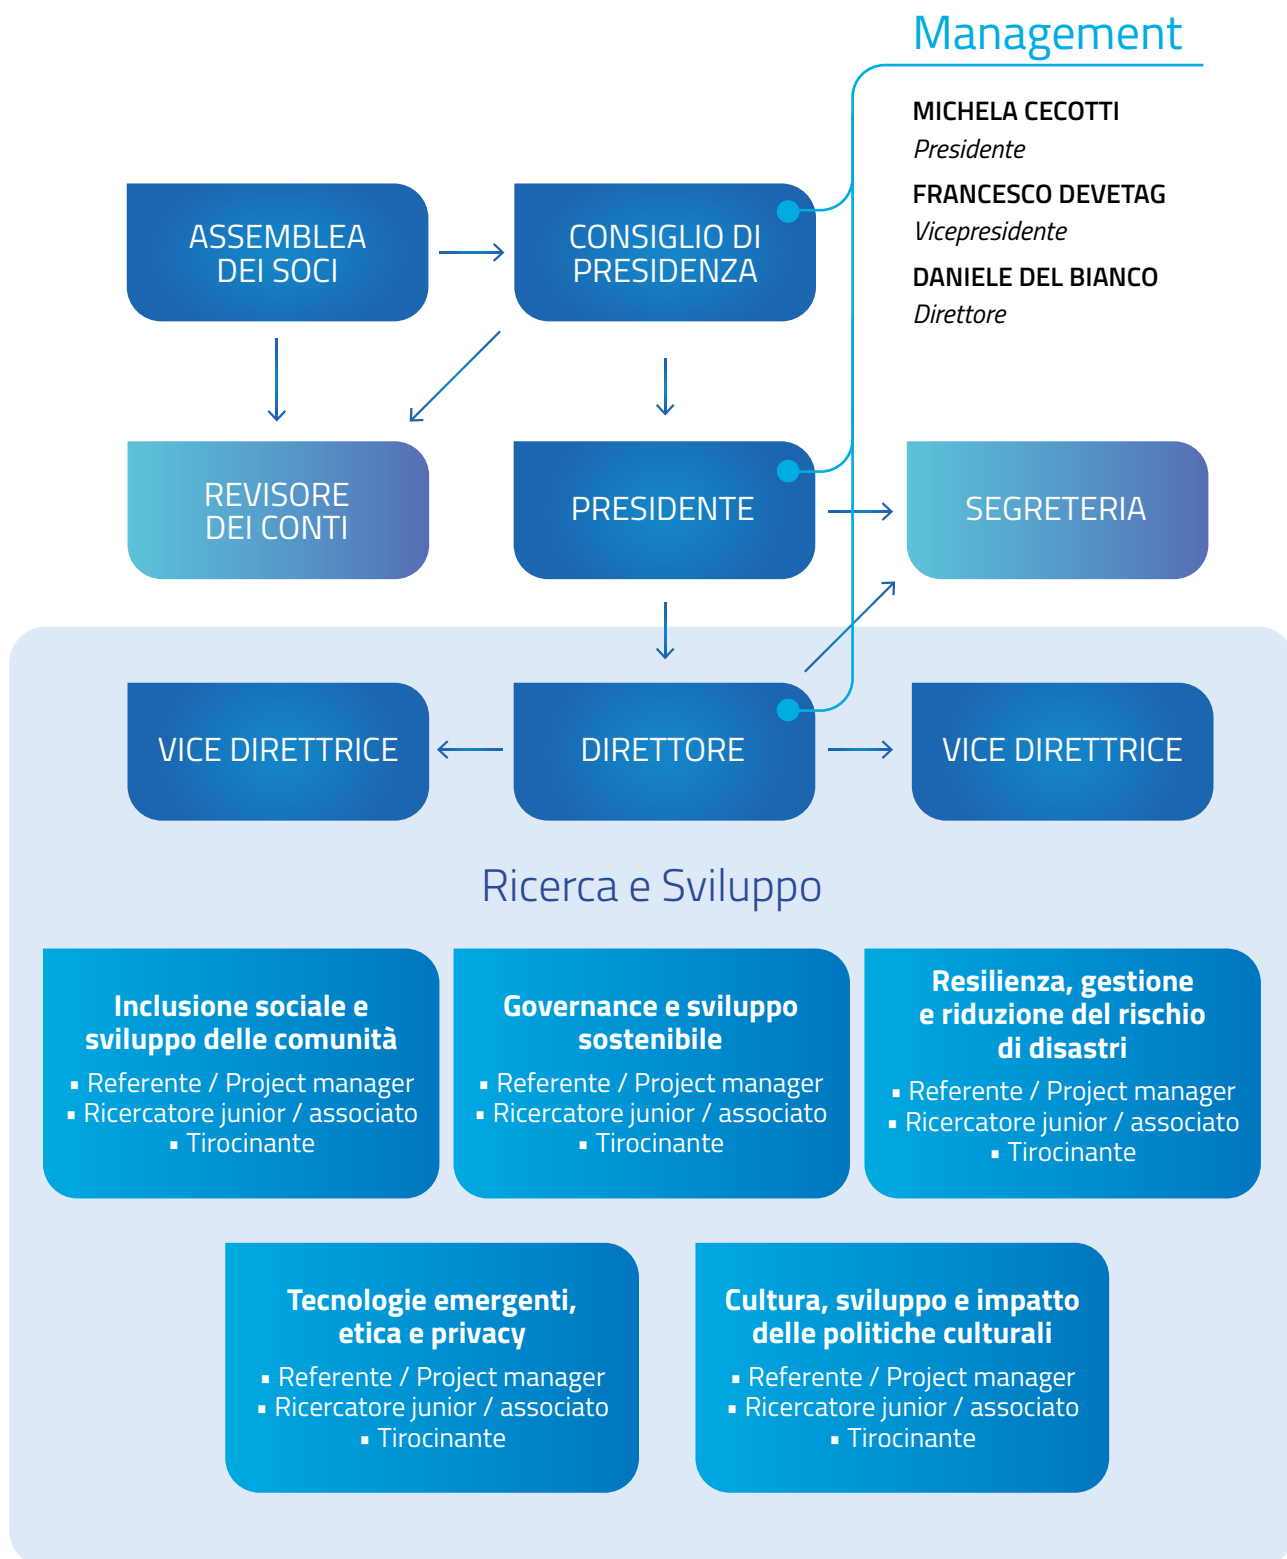 Management
MICHELA CECOTTI
Presidente
FRANCESCO DEVETAG
Vicepresidente
DANIELE DEL BIANCO
Direttore
ASSEMBLEA
DEI SOCI
CONSIGLIO DI
PRESIDENZA
REVISORE
DEI CONTI
PRESIDENTE
SEGRETERIA
VICE DIRETTRICE
DIRETTORE
VICE DIRETTRICE
Ricerca e Sviluppo
Inclusione sociale e
sviluppo delle comunità
▪ Referente / Project manager
▪ Ricercatore junior / associato
▪ Tirocinante
Governance e sviluppo
sostenibile
▪ Referente / Project manager
▪ Ricercatore junior / associato
▪ Tirocinante
Resilienza, gestione
e riduzione del rischio
di disastri
▪ Referente / Project manager
▪ Ricercatore junior / associato
▪ Tirocinante
Tecnologie emergenti,
etica e privacy
▪ Referente / Project manager
▪ Ricercatore junior / associato
▪ Tirocinante
Cultura, sviluppo e impatto
delle politiche culturali
▪ Referente / Project manager
▪ Ricercatore junior / associato
▪ Tirocinante